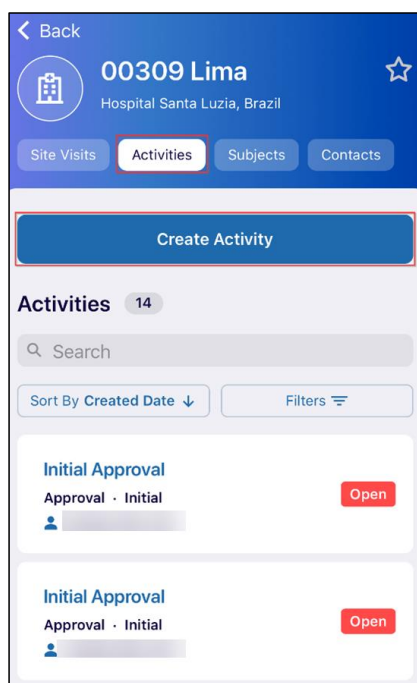 Back
00309 Lima
Hospital Santa Luzia, Brazil
Site Visits Activities Subjects Contacts
Create Activity
Activities 14
Search
Sort By Created Date ↓ Filters
Initial Approval
Approval · Initial
Open
Initial Approval
Approval · Initial
Open